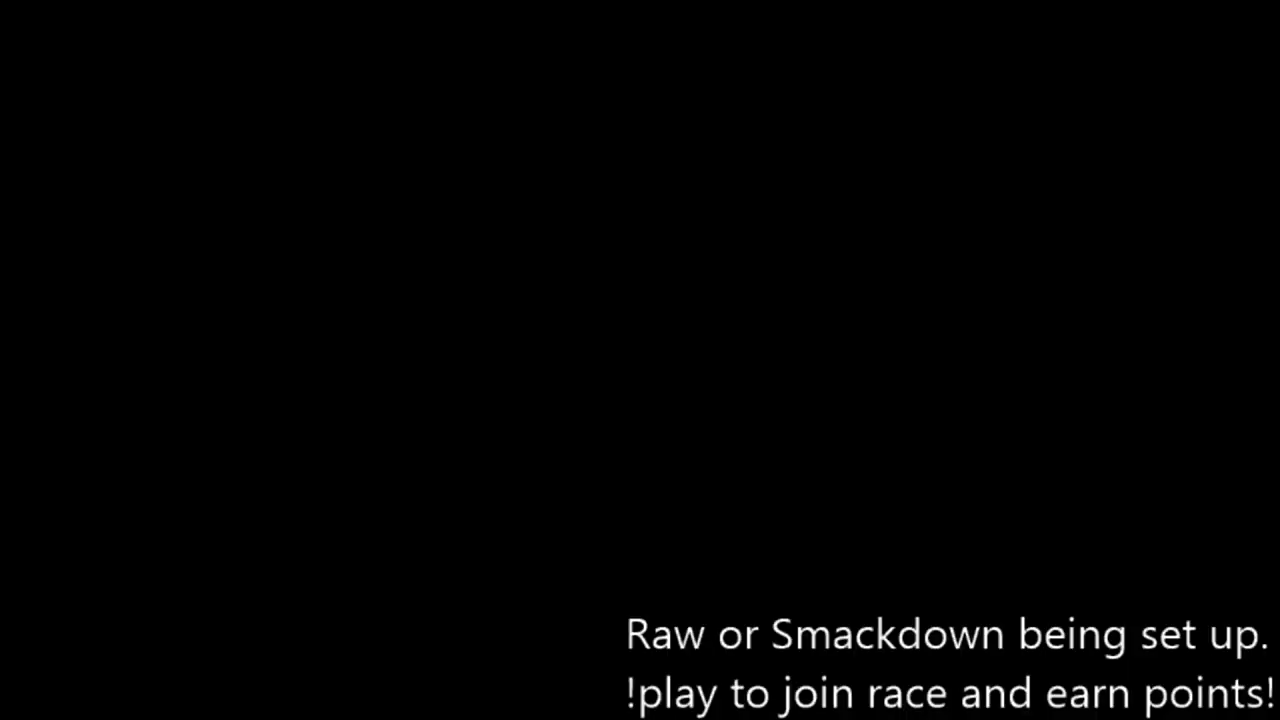 Raw or Smackdown being set up.
!play to join race and earn points!